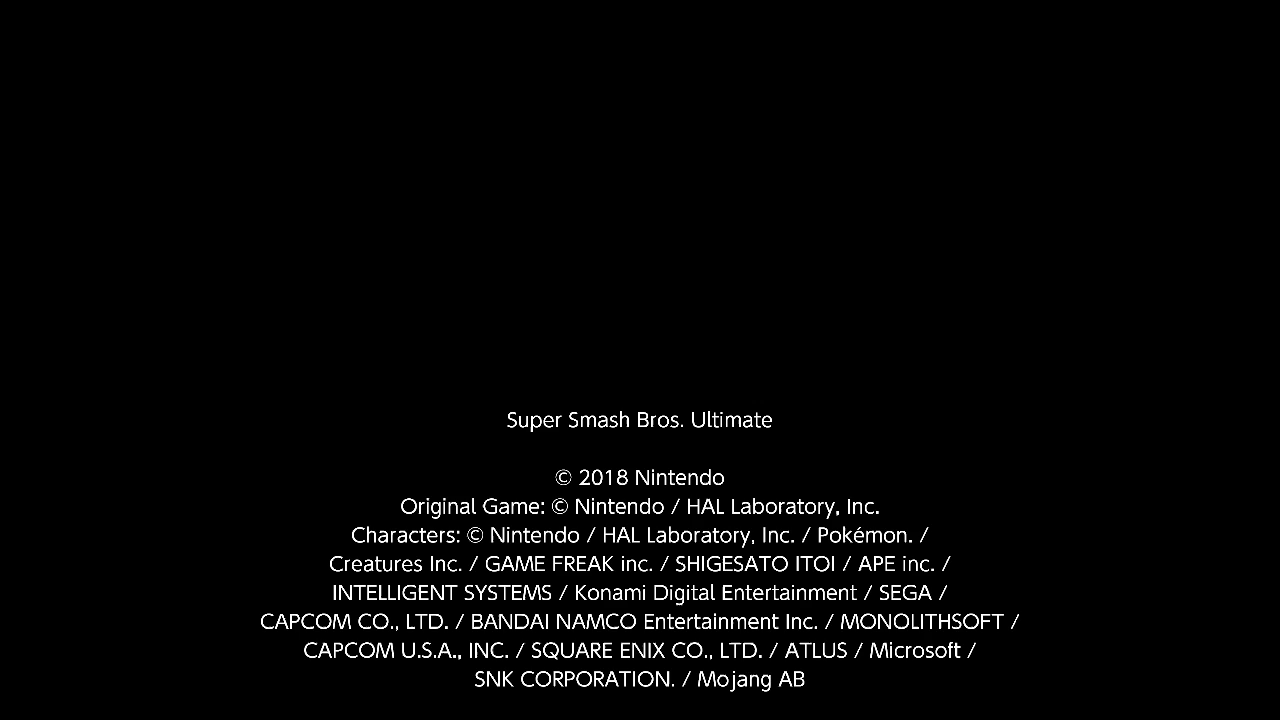 Super Smash Bros. Ultimate
© 2018 Nintendo
Original Game: © Nintendo / HAL Laboratory, Inc.
Characters: © Nintendo / HAL Laboratory, Inc. / Pokémon. /
Creatures Inc. / GAME FREAK inc. / SHIGESATO ITOI / APE inc. /
INTELLIGENT SYSTEMS / Konami Digital Entertainment / SEGA /
CAPCOM CO., LTD. / BANDAI NAMCO Entertainment Inc. / MONOLITHSOFT /
CAPCOM U.S.A., INC. / SQUARE ENIX CO., LTD. / ATLUS / Microsoft /
SNK CORPORATION. / Mojang AB